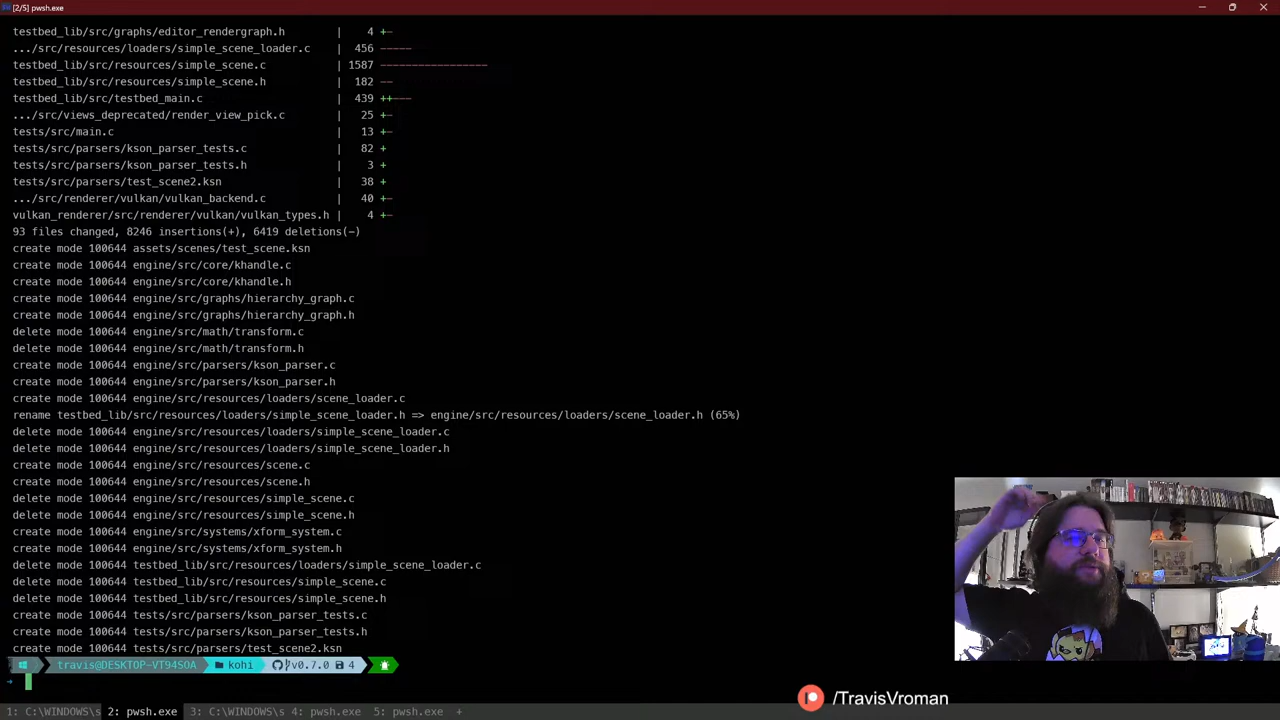 [2/5] pwsh.exe
testbed_lib/src/graphs/editor_rendergraph.h | 4 +-
.../src/resources/loaders/simple_scene_loader.c | 456 -----
testbed_lib/src/resources/simple_scene.c | 1587 -----------------
testbed_lib/src/resources/simple_scene.h | 182 --
testbed_lib/src/testbed_main.c | 439 ++---
.../src/views_deprecated/render_view_pick.c | 25 +-
tests/src/main.c | 13 +-
tests/src/parsers/kson_parser_tests.c | 82 +
tests/src/parsers/kson_parser_tests.h | 3 +
tests/src/parsers/test_scene2.ksn | 38 +
.../src/renderer/vulkan/vulkan_backend.c | 40 +-
vulkan_renderer/src/renderer/vulkan/vulkan_types.h | 4 +-
93 files changed, 8246 insertions(+), 6419 deletions(-)
create mode 100644 assets/scenes/test_scene.ksn
create mode 100644 engine/src/core/khandle.c
create mode 100644 engine/src/core/khandle.h
create mode 100644 engine/src/graphs/hierarchy_graph.c
create mode 100644 engine/src/graphs/hierarchy_graph.h
delete mode 100644 engine/src/math/transform.c
delete mode 100644 engine/src/math/transform.h
create mode 100644 engine/src/parsers/kson_parser.c
create mode 100644 engine/src/parsers/kson_parser.h
create mode 100644 engine/src/resources/loaders/scene_loader.c
rename testbed_lib/src/resources/loaders/simple_scene_loader.h => engine/src/resources/loaders/scene_loader.h (65%)
delete mode 100644 engine/src/resources/loaders/simple_scene_loader.c
delete mode 100644 engine/src/resources/loaders/simple_scene_loader.h
create mode 100644 engine/src/resources/scene.c
create mode 100644 engine/src/resources/scene.h
delete mode 100644 engine/src/resources/simple_scene.c
delete mode 100644 engine/src/resources/simple_scene.h
create mode 100644 engine/src/systems/xform_system.c
create mode 100644 engine/src/systems/xform_system.h
delete mode 100644 testbed_lib/src/resources/loaders/simple_scene_loader.c
delete mode 100644 testbed_lib/src/resources/simple_scene.c
delete mode 100644 testbed_lib/src/resources/simple_scene.h
create mode 100644 tests/src/parsers/kson_parser_tests.c
create mode 100644 tests/src/parsers/kson_parser_tests.h
create mode 100644 tests/src/parsers/test_scene2.ksn
travis@DESKTOP-VT94SOA kohi v0.7.0 4
/TravisVroman
1: C:\WINDOWS\s 2: pwsh.exe 3: C:\WINDOWS\s 4: pwsh.exe 5: pwsh.exe +